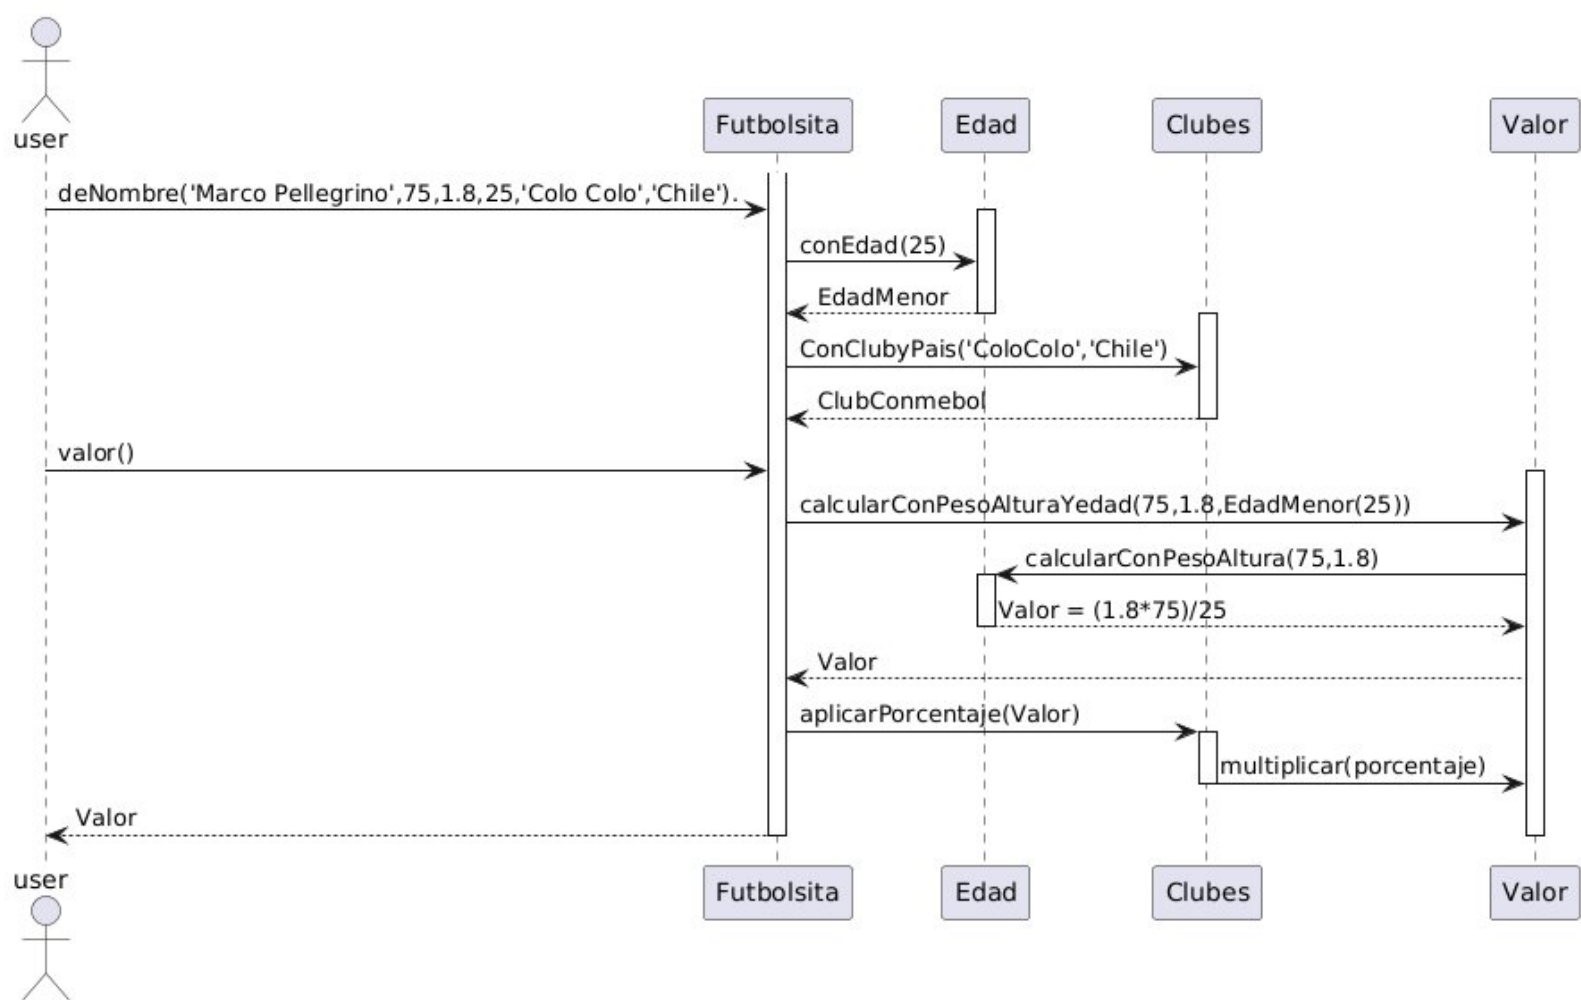 user
Futbolsita
Edad
Clubes
Valor
deNombre('Marco Pellegrino',75,1.8,25,'Colo Colo','Chile').
conEdad(25)
EdadMenor
ConClubyPais('ColoColo','Chile')
ClubConmebol
valor()
calcularConPesoAlturaYedad(75,1.8,EdadMenor(25))
calcularConPesoAltura(75,1.8)
Valor = (1.8*75)/25
Valor
aplicarPorcentaje(Valor)
multiplicar(porcentaje)
Valor
user
Futbolsita
Edad
Clubes
Valor